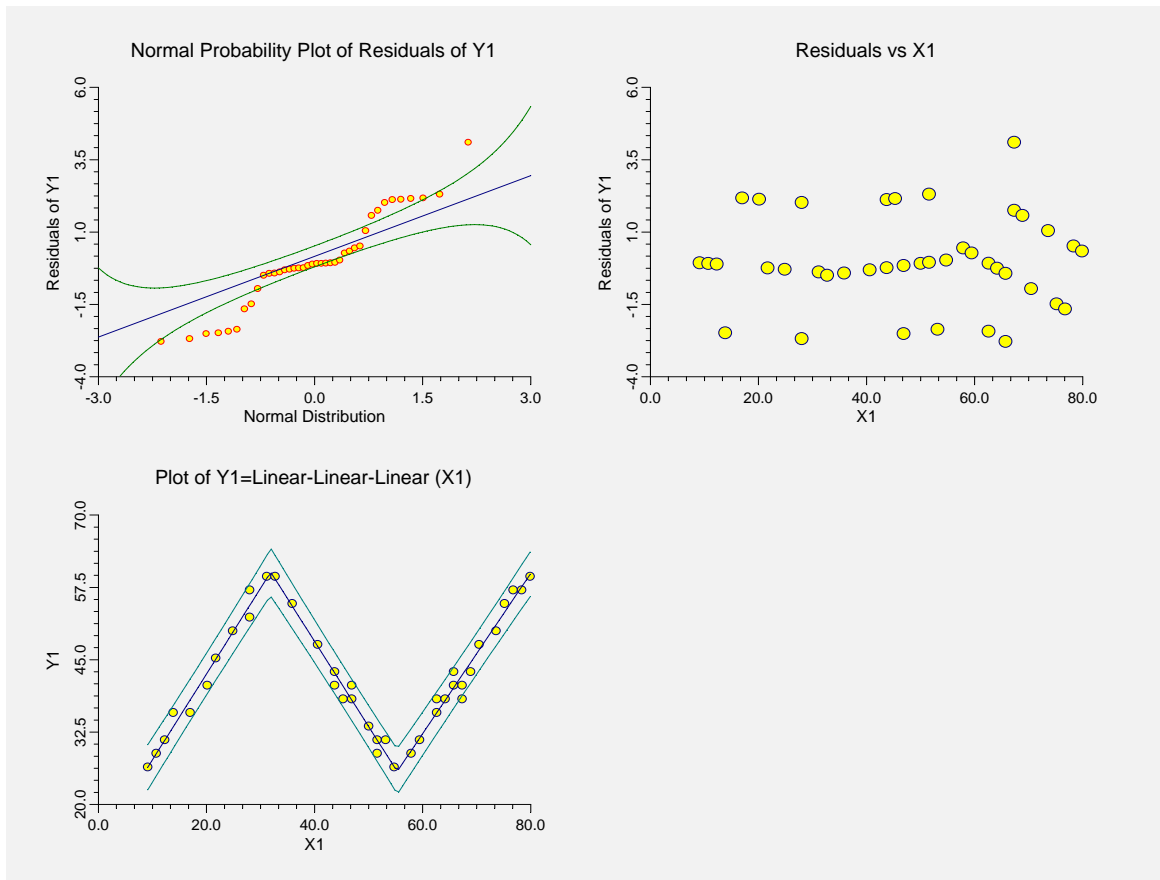 Normal Probability Plot of Residuals of Y1
6.0
3.5
1.0
-1.5
-4.0
Residuals of Y1
-3.0 -1.5 0.0 1.5 3.0
Normal Distribution
Residuals vs X1
6.0
3.5
1.0
-1.5
-4.0
Residuals of Y1
0.0 20.0 40.0 60.0 80.0
X1
Plot of Y1=Linear-Linear-Linear (X1)
70.0
57.5
45.0
32.5
20.0
Y1
0.0 20.0 40.0 60.0 80.0
X1